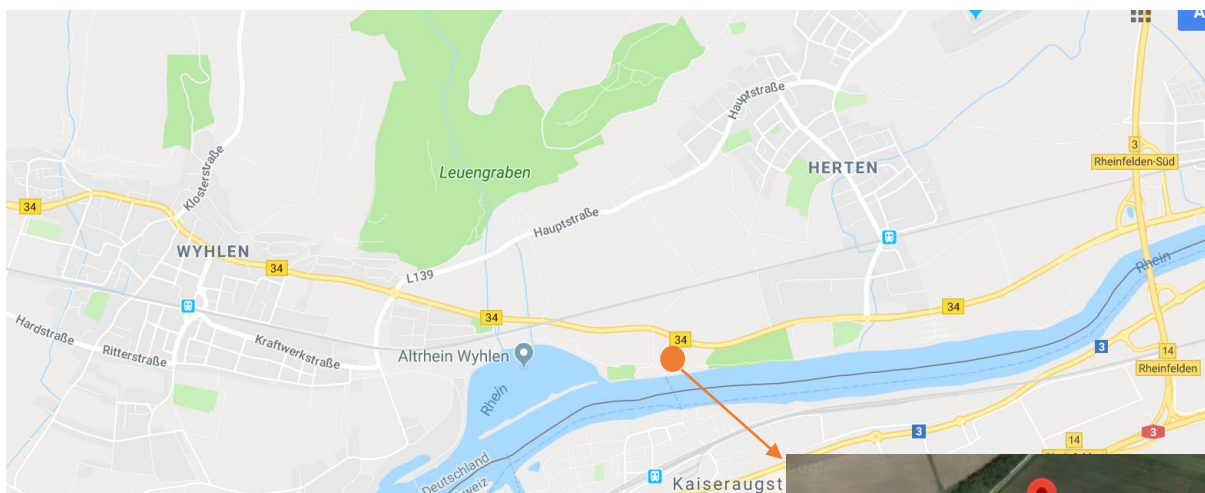 A
Leuengraben
Hauptstraße
HERTEN
3
Rheinfelden-Süd
Klosterstraße
34
WYHLEN
34
Hauptstraße
L139
Rhein
34
34
34
Hardstraße
Ritterstraße
Kraftwerkstraße
Altrhein Wyhlen
Rhein
3
14
Rheinfelden
3
3
14
Deutschland
Kaiseraugst